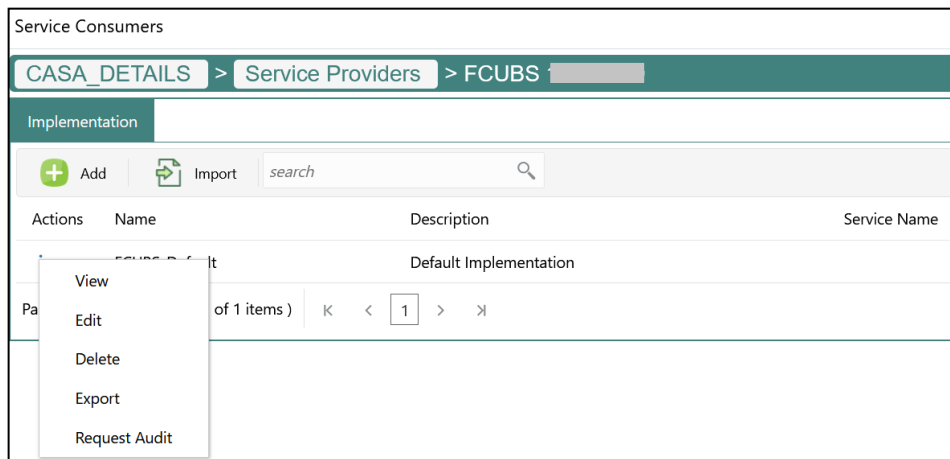 Service Consumers
CASA_DETAILS > Service Providers > FCUBS
Implementation
Add Import search
Actions Name Description Service Name
Default Implementation
View
of 1 items ) 1
Edit
Delete
Export
Request Audit